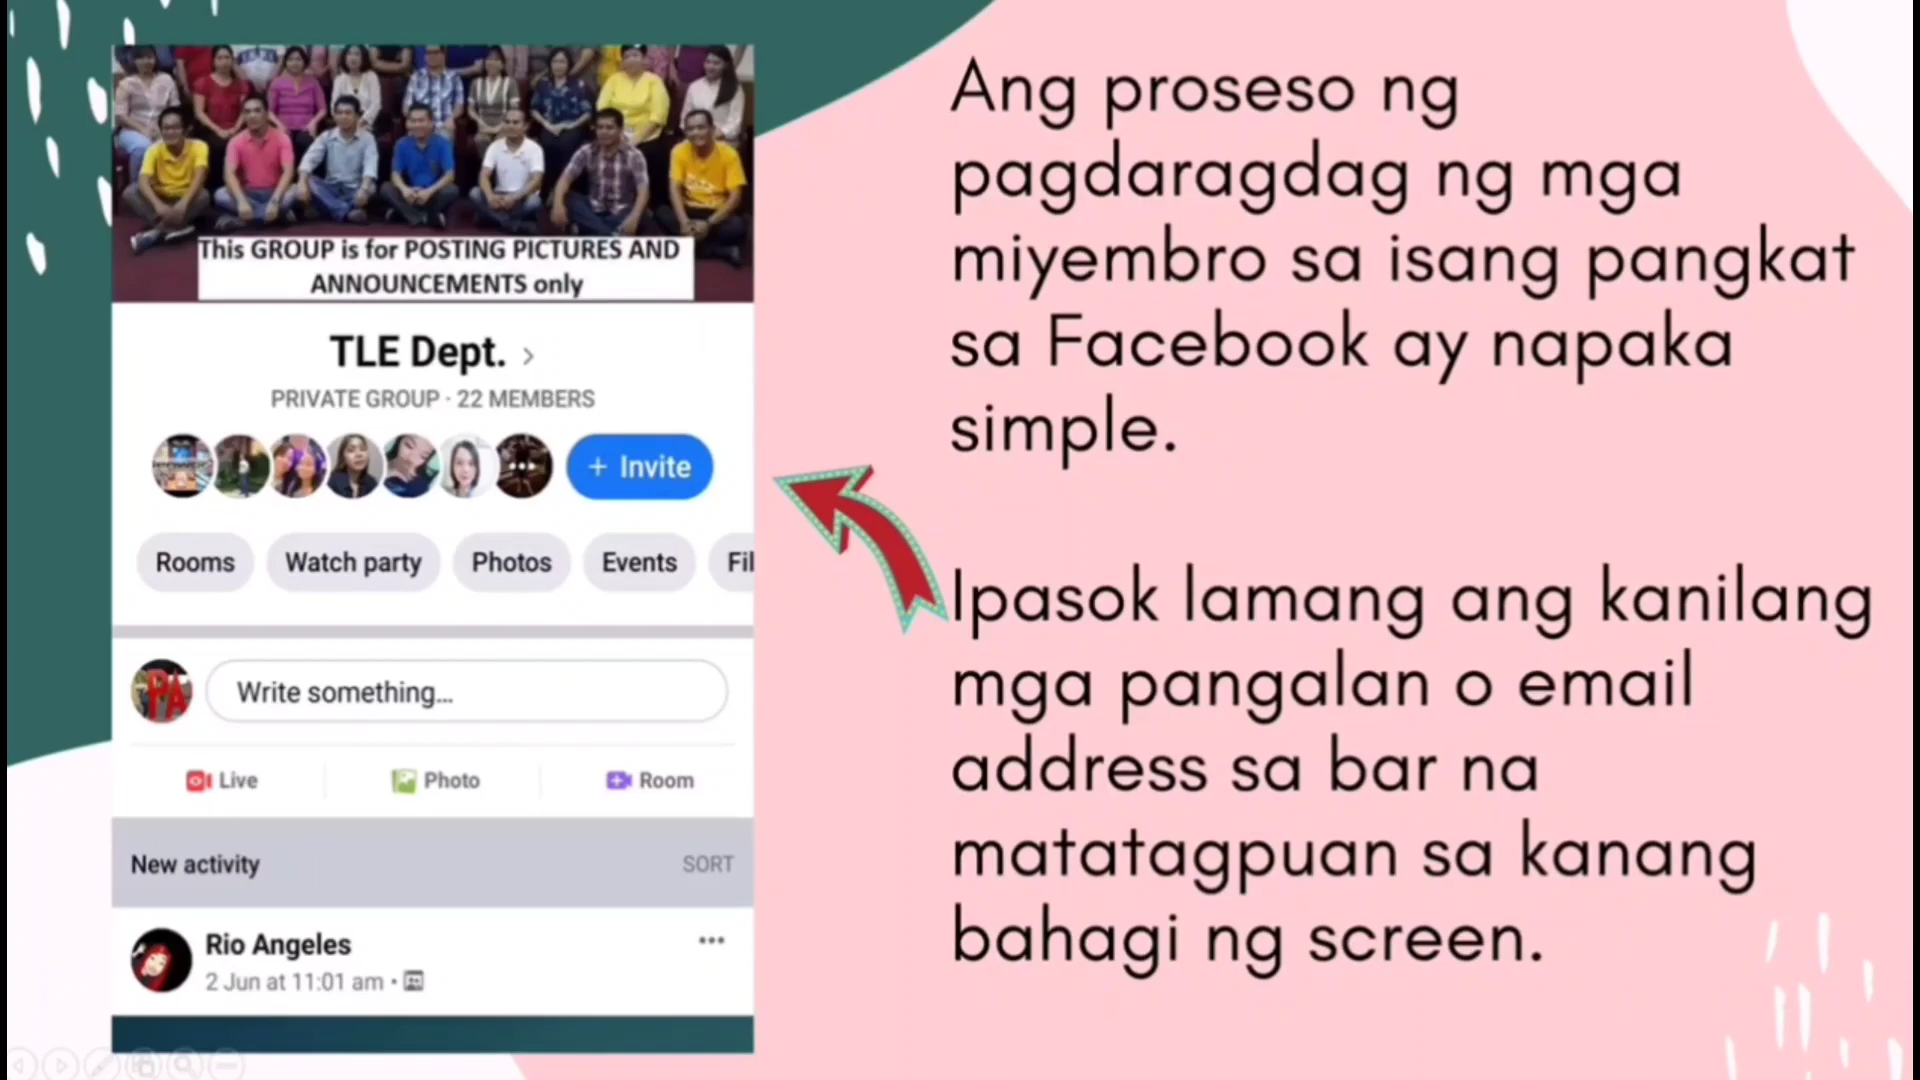 This GROUP is for POSTING PICTURES AND
ANNOUNCEMENTS only
TLE Dept. >
PRIVATE GROUP · 22 MEMBERS
+ Invite
Rooms
Watch party
Photos
Events
Fil
Write something...
Live
Photo
Room
New activity
SORT
Rio Angeles
2 Jun at 11:01 am •
Ang proseso ng
pagdaragdag ng mga
miyembro sa isang pangkat
sa Facebook ay napaka
simple.
Ipasok lamang ang kanilang
mga pangalan o email
address sa bar na
matatagpuan sa kanang
bahagi ng screen.